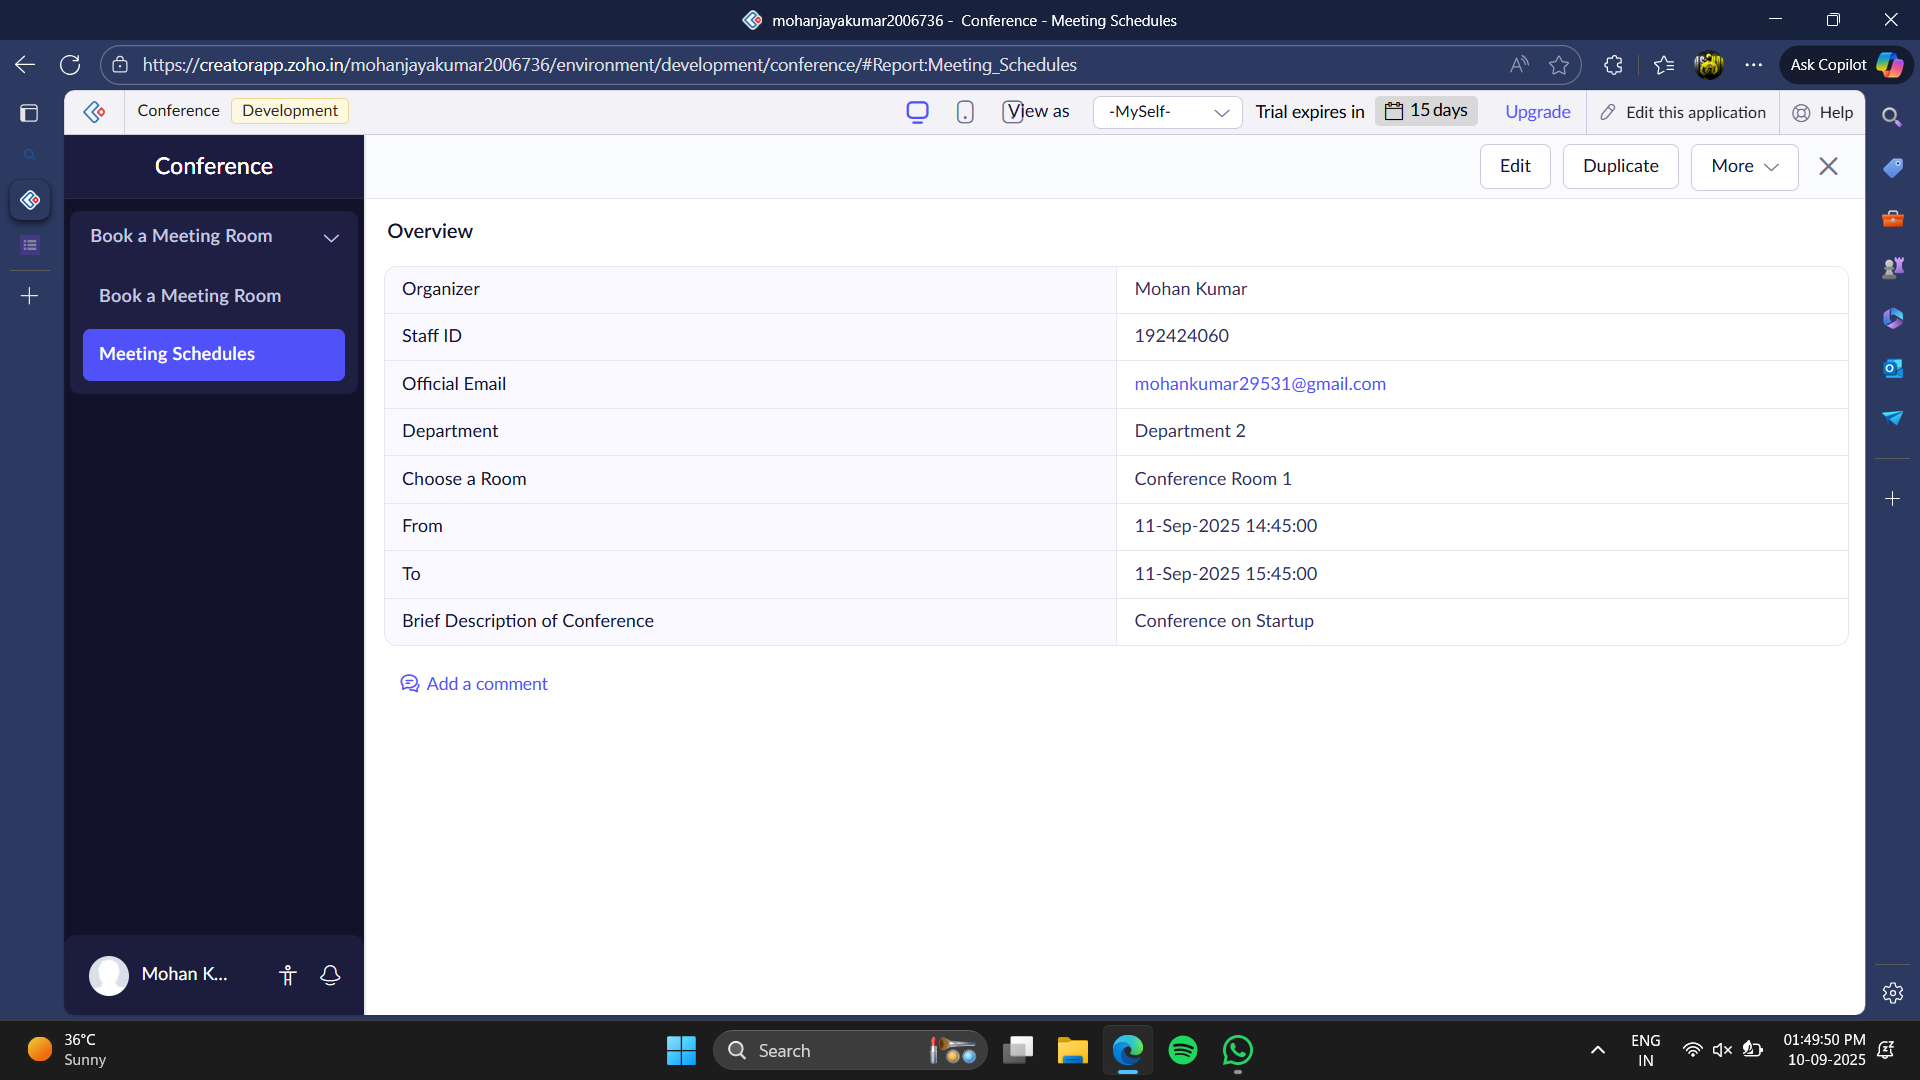 mohanjayakumar2006736 - Conference - Meeting Schedules
https://creatorapp.zoho.in/mohanjayakumar2006736/environment/development/conference/#Report:Meeting_Schedules
Ask Copilot
Conference Development View as -MySelf- Trial expires in 15 days Upgrade Edit this application Help
Conference
Edit Duplicate More
Book a Meeting Room
Book a Meeting Room
Meeting Schedules
Overview
Organizer Mohan Kumar
Staff ID 192424060
Official Email mohankumar29531@gmail.com
Department Department 2
Choose a Room Conference Room 1
From 11-Sep-2025 14:45:00
To 11-Sep-2025 15:45:00
Brief Description of Conference Conference on Startup
Add a comment
Mohan K...
36°C
Sunny
Search
ENG
IN
01:49:50 PM
10-09-2025